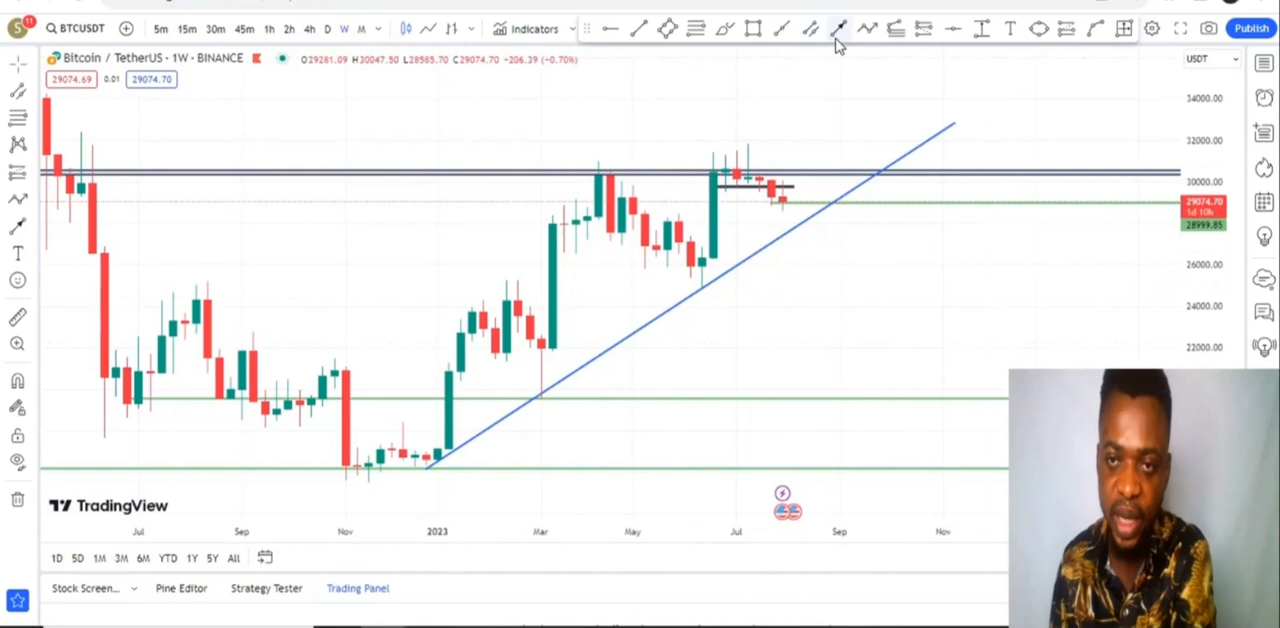 S 11 BTCUSDT 5m 15m 30m 45m 1h 2h 4h D W M Indicators T Publish
Bitcoin / TetherUS · 1W · BINANCE O29281.09 H30047.50 L28585.70 C29074.70 -206.39 (-0.70%) USDT
29074.69 0.01 29074.70
34000.00
32000.00
30000.00
29074.70
1d 10h
28999.85
26000.00
24000.00
22000.00
T
TradingView
Jul Sep Nov 2023 Mar May Jul Sep Nov
1D 5D 1M 3M 6M YTD 1Y 5Y All
Stock Screen... Pine Editor Strategy Tester Trading Panel